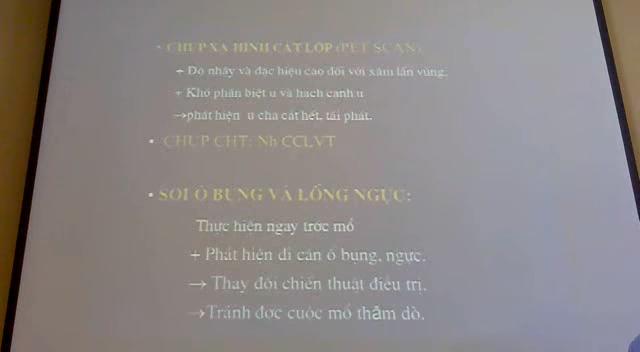 • CHỤP XẠ HÌNH CẮT LỚP (PET SCAN)
+ Độ nhạy và đặc hiệu cao đối với xâm lấn vùng.
+ Khó phân biệt u và hạch cạnh u
→phát hiện u cha cắt hết, tái phát.
• CHỤP CHT: Nh CCLVT
• SOI Ổ BỤNG VÀ LỒNG NGỰC:
Thực hiện ngay trớc mổ
+ Phát hiện di căn ổ bụng, ngực.
→ Thay đổi chiến thuật điều trị.
→Tránh đợc cuộc mổ thăm dò.